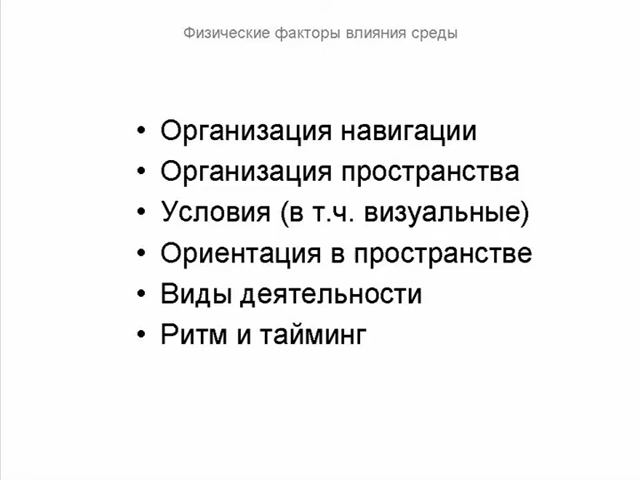 Физические факторы влияния среды
• Организация навигации
• Организация пространства
• Условия (в т.ч. визуальные)
• Ориентация в пространстве
• Виды деятельности
• Ритм и тайминг